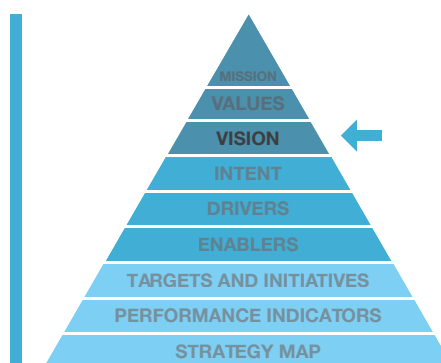 MISSION
VALUES
VISION
INTENT
DRIVERS
ENABLERS
TARGETS AND INITIATIVES
PERFORMANCE INDICATORS
STRATEGY MAP